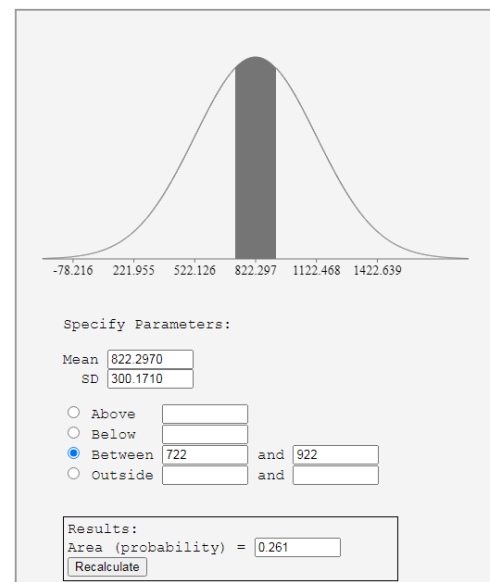 -78.216 221.955 522.126 822.297 1122.468 1422.639
Specify Parameters:
Mean 822.2970
SD 300.1710
Above
Below
Between 722 and 922
Outside and
Results:
Area (probability) = 0.261
Recalculate